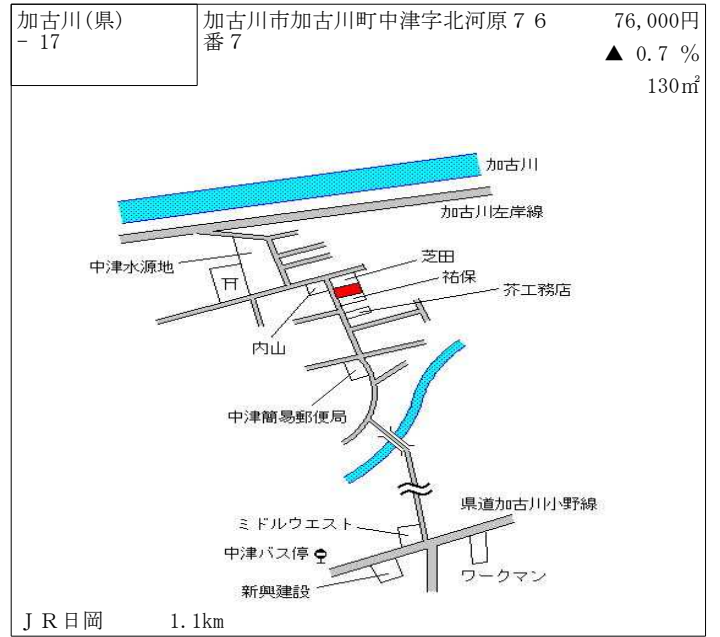 加古川(県)
- 17
加古川市加古川町中津字北河原７６
番７
76,000円
▲ 0.7 %
130㎡
加古川
加古川左岸線
中津水源地
芝田
祐保
芥工務店
内山
中津簡易郵便局
県道加古川小野線
ミドルウエスト
中津バス停
ワークマン
新興建設
ＪＲ日岡 1.1km